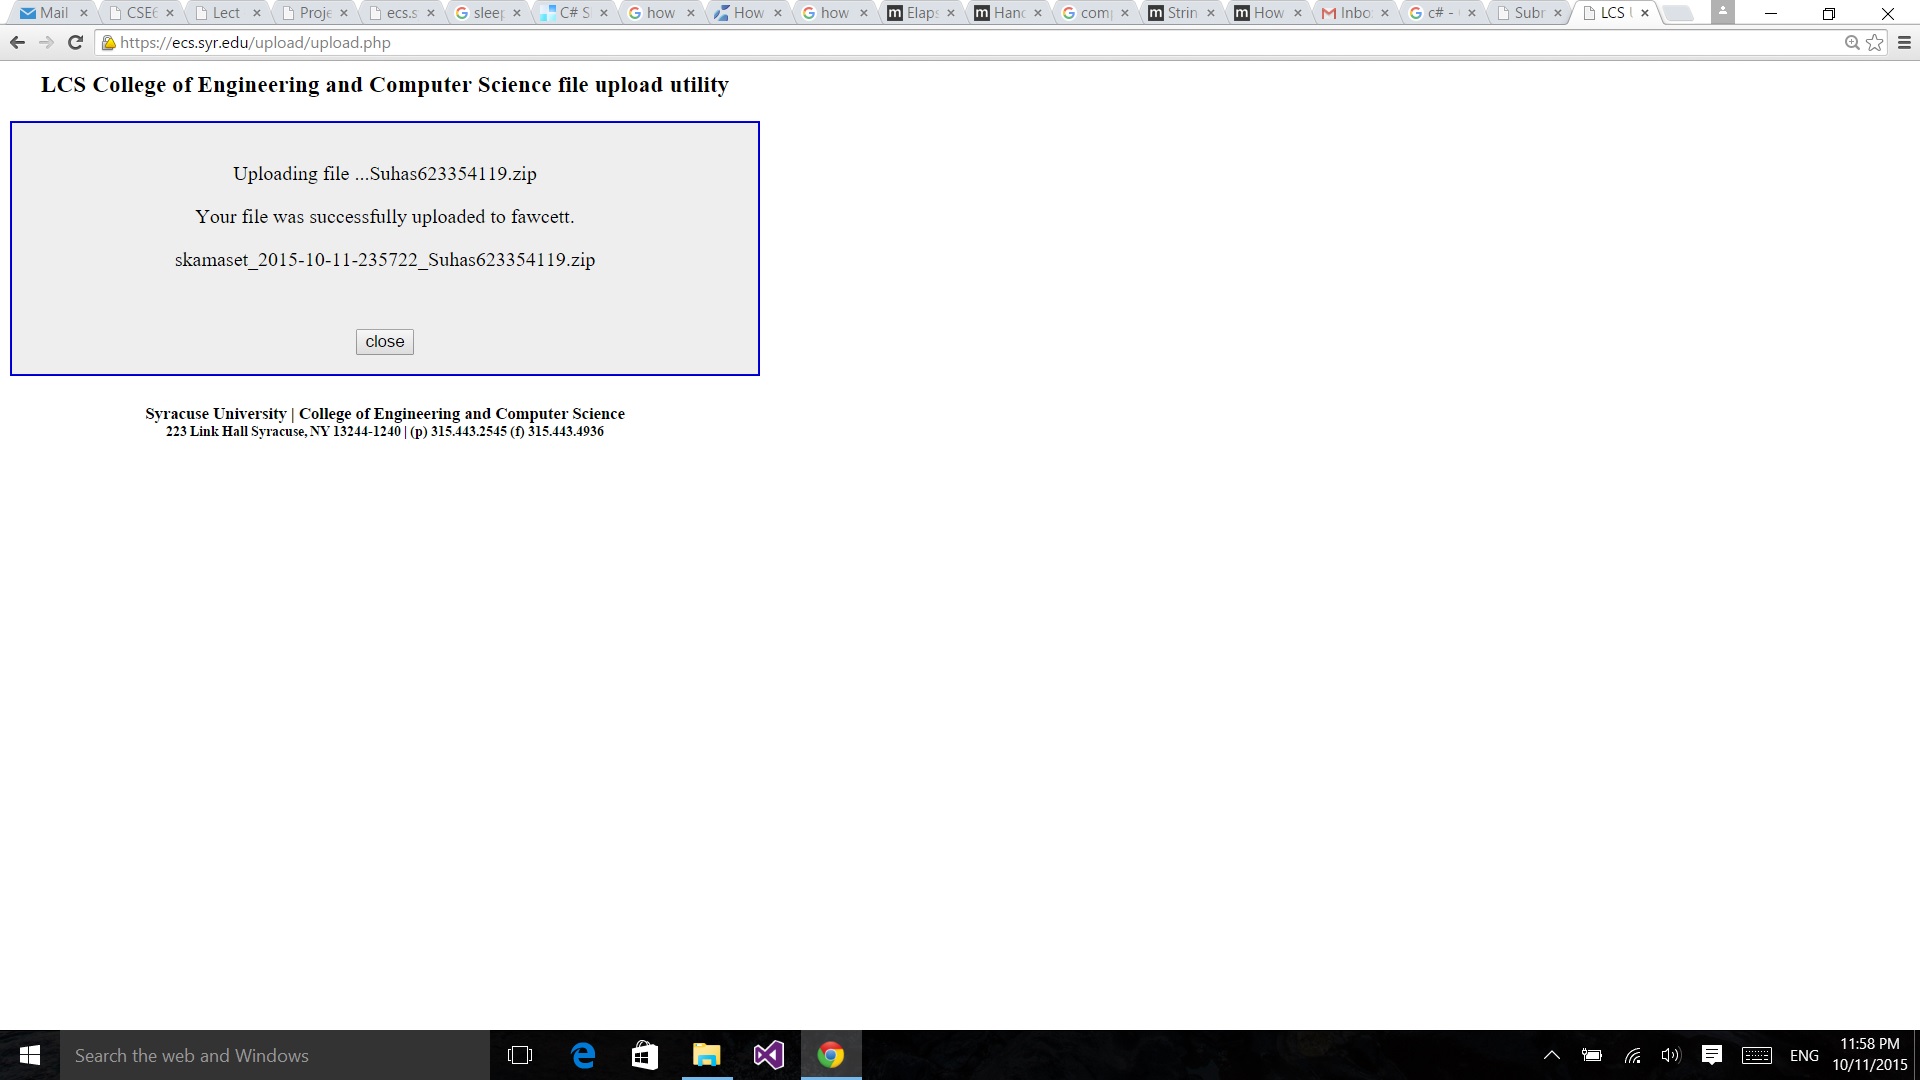 Mail CSE6 Lect Proje ecs.s sleep C# Sl how How how Elaps Hand comp Strin How Inbo c# - Subr LCS U
https://ecs.syr.edu/upload/upload.php
LCS College of Engineering and Computer Science file upload utility
Uploading file ...Suhas623354119.zip
Your file was successfully uploaded to fawcett.
skamaset_2015-10-11-235722_Suhas623354119.zip
close
Syracuse University | College of Engineering and Computer Science
223 Link Hall Syracuse, NY 13244-1240 | (p) 315.443.2545 (f) 315.443.4936
Search the web and Windows
ENG
11:58 PM
10/11/2015